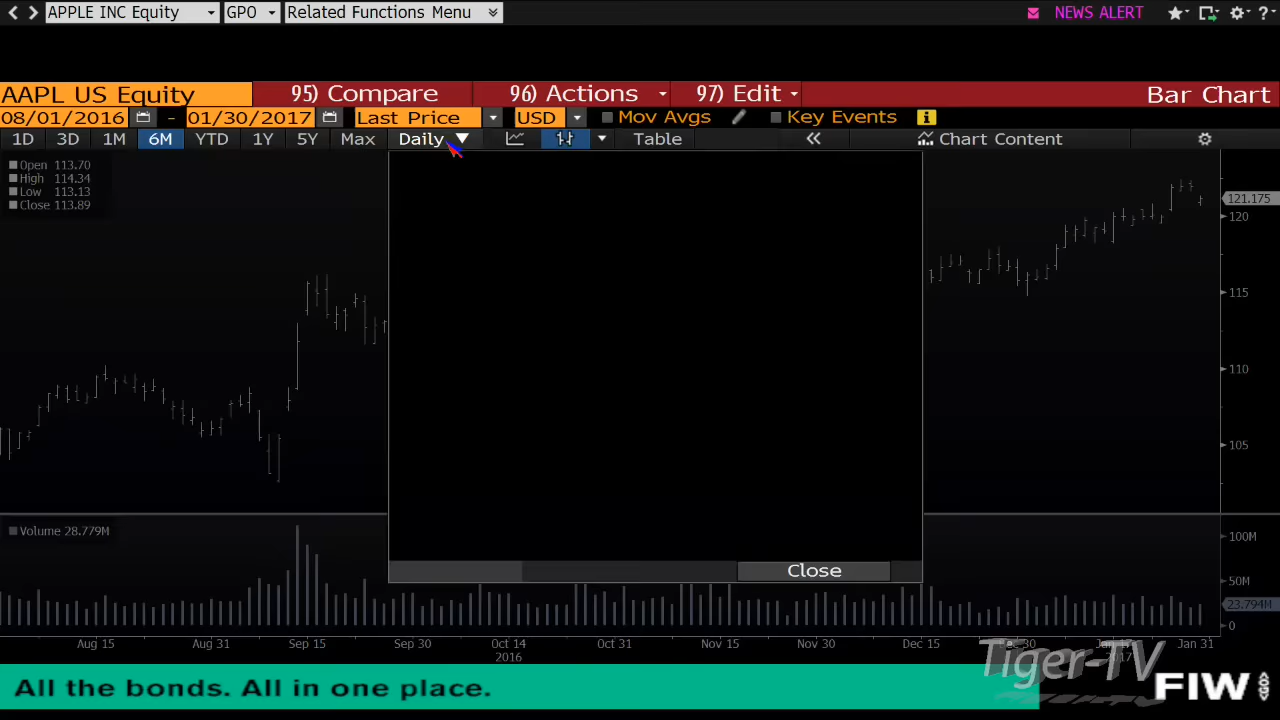 APPLE INC Equity GPO Related Functions Menu NEWS ALERT ?
AAPL US Equity 95) Compare 96) Actions 97) Edit Bar Chart
08/01/2016 - 01/30/2017 Last Price USD Mov Avgs Key Events i
1D 3D 1M 6M YTD 1Y 5Y Max Daily Table « Chart Content
Open 113.70
High 114.34
Low 113.13
Close 113.89
121.175
120
115
110
105
Volume 28.779M
100M
50M
23.794M
0
Close
Aug 15 Aug 31 Sep 15 Sep 30 Oct 14 Oct 31 Nov 15 Nov 30 Dec 15 Dec 30 Jan 17 Jan 31
2016 2017
Tiger-TV
All the bonds. All in one place.
FIW